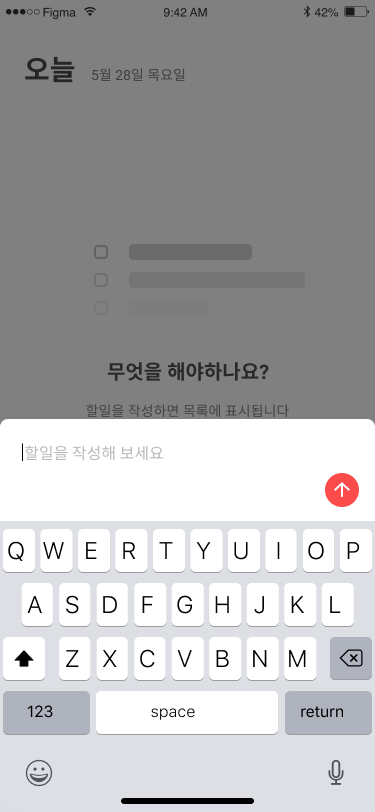 Figma 9:42 AM 42%
오늘 5월 28일 목요일
무엇을 해야하나요?
할일을 작성하면 목록에 표시됩니다
할일을 작성해 보세요
Q W E R T Y U I O P
A S D F G H J K L
Z X C V B N M
123 space return